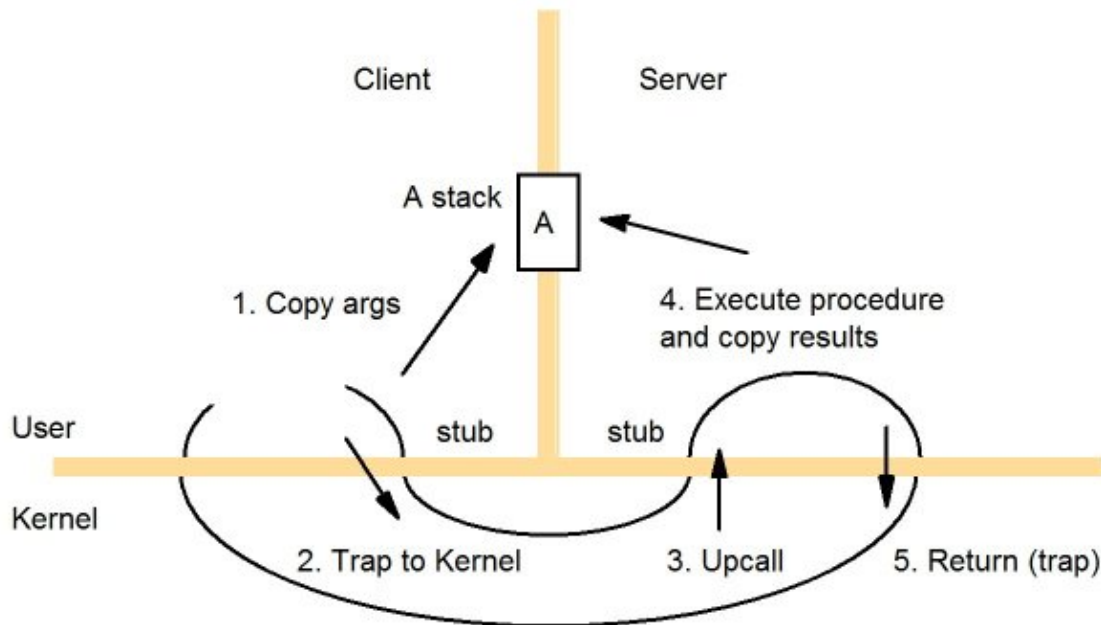 Client
Server
A stack
A
1. Copy args
4. Execute procedure
and copy results
User
stub
stub
Kernel
2. Trap to Kernel
3. Upcall
5. Return (trap)